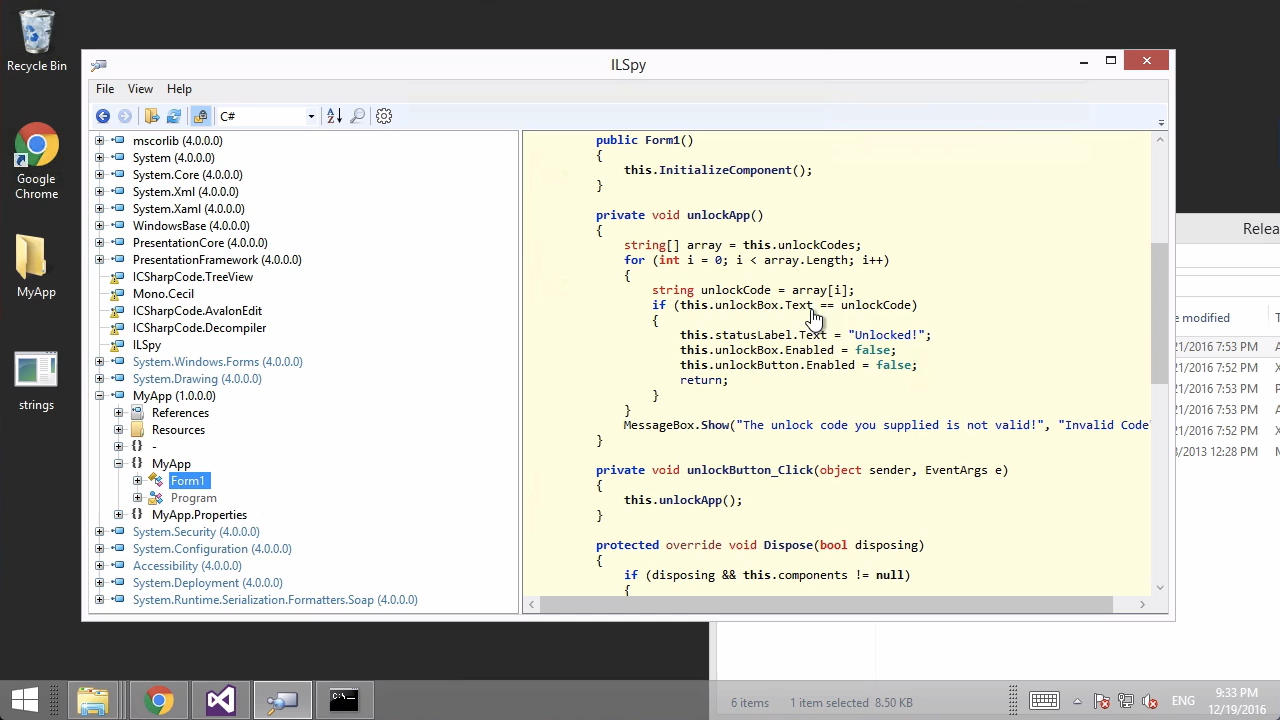 Recycle Bin
Google
Chrome
MyApp
strings
ILSpy
File View Help
C#
mscorlib (4.0.0.0)
System (4.0.0.0)
System.Core (4.0.0.0)
System.Xml (4.0.0.0)
System.Xaml (4.0.0.0)
WindowsBase (4.0.0.0)
PresentationCore (4.0.0.0)
PresentationFramework (4.0.0.0)
ICSharpCode.TreeView
Mono.Cecil
ICSharpCode.AvalonEdit
ICSharpCode.Decompiler
ILSpy
System.Windows.Forms (4.0.0.0)
System.Drawing (4.0.0.0)
MyApp (1.0.0.0)
References
Resources
{} -
{} MyApp
Form1
Program
{} MyApp.Properties
System.Security (4.0.0.0)
System.Configuration (4.0.0.0)
Accessibility (4.0.0.0)
System.Deployment (4.0.0.0)
System.Runtime.Serialization.Formatters.Soap (4.0.0.0)
public Form1()
{
this.InitializeComponent();
}
private void unlockApp()
{
string[] array = this.unlockCodes;
for (int i = 0; i < array.Length; i++)
{
string unlockCode = array[i];
if (this.unlockBox.Text == unlockCode)
{
this.statusLabel.Text = "Unlocked!";
this.unlockBox.Enabled = false;
this.unlockButton.Enabled = false;
return;
}
}
MessageBox.Show("The unlock code you supplied is not valid!", "Invalid Code"
}
private void unlockButton_Click(object sender, EventArgs e)
{
this.unlockApp();
}
protected override void Dispose(bool disposing)
{
if (disposing && this.components != null)
{
Relea
e modified
21/2016 7:53 PM
21/2016 7:52 PM
21/2016 7:53 PM
21/2016 7:53 PM
21/2016 7:52 PM
/2013 12:28 PM
6 items 1 item selected 8.50 KB
ENG
9:33 PM
12/19/2016